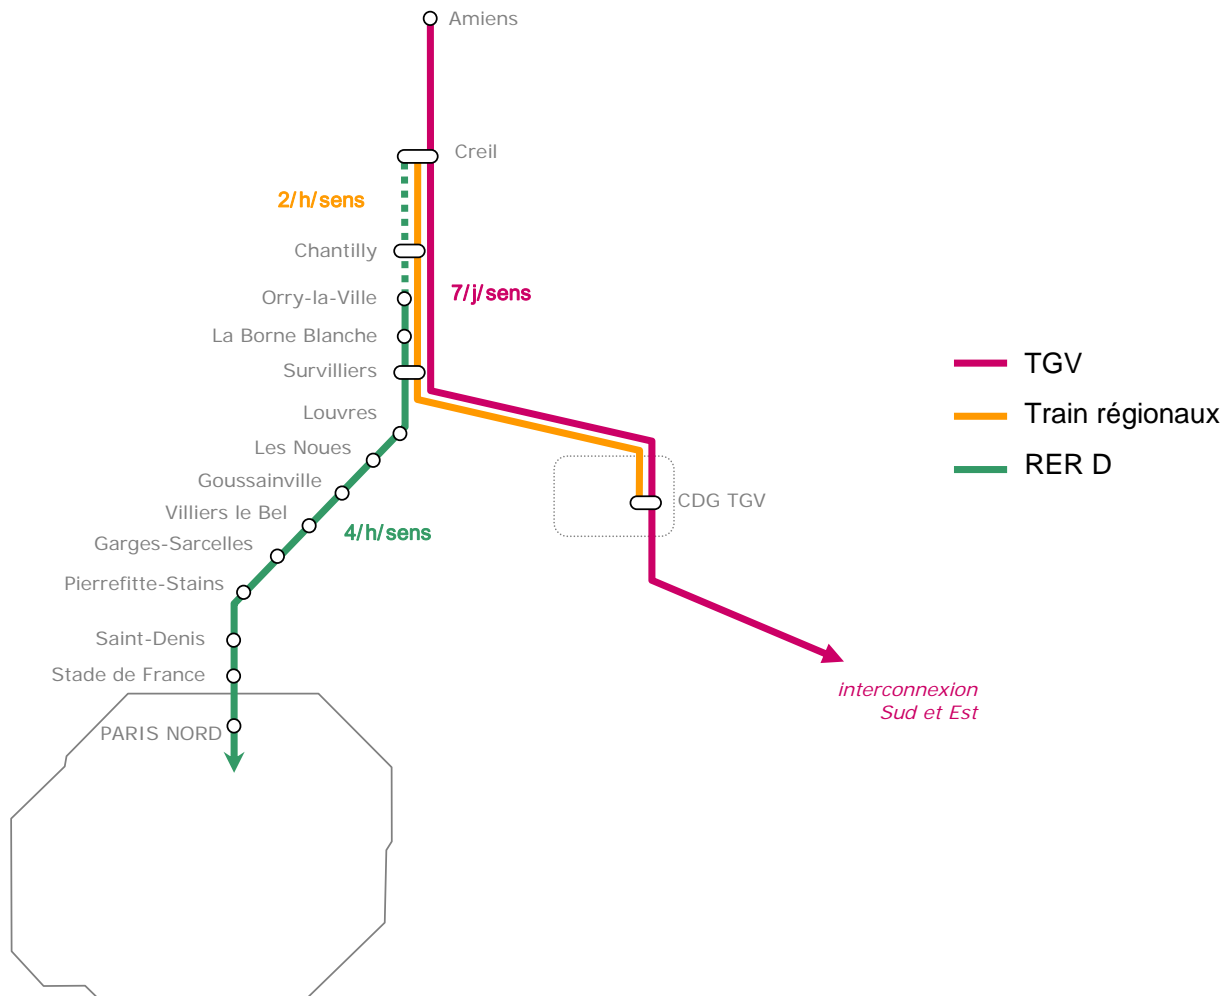 Amiens
Creil
2/h/sens
Chantilly
7/j/sens
Orry-la-Ville
La Borne Blanche
Survilliers
TGV
Louvres
Train régionaux
Les Noues
RER D
Goussainville
CDG TGV
Villiers le Bel
4/h/sens
Garges-Sarcelles
Pierrefitte-Stains
Saint-Denis
Stade de France
interconnexion
Sud et Est
PARIS NORD